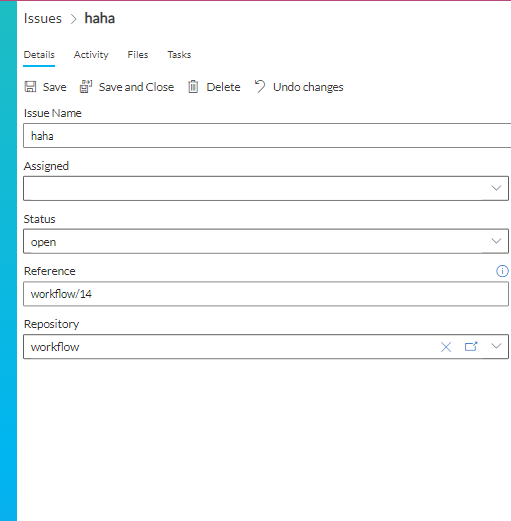 Issues > haha
Details Activity Files Tasks
Save Save and Close Delete Undo changes
Issue Name
haha
Assigned
Status
open
Reference
workflow/14
Repository
workflow